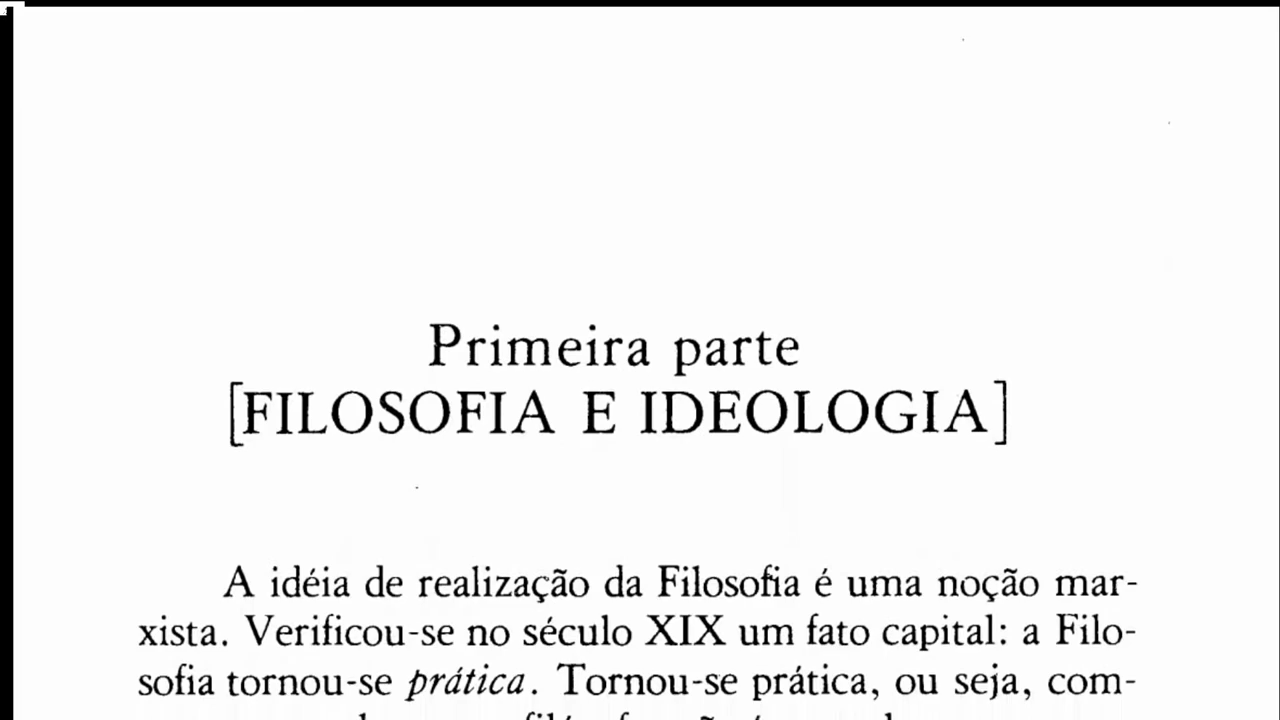 Primeira parte
[FILOSOFIA E IDEOLOGIA]
A idéia de realização da Filosofia é uma noção mar-
xista. Verificou-se no século XIX um fato capital: a Filo-
sofia tornou-se prática. Tornou-se prática, ou seja, com-